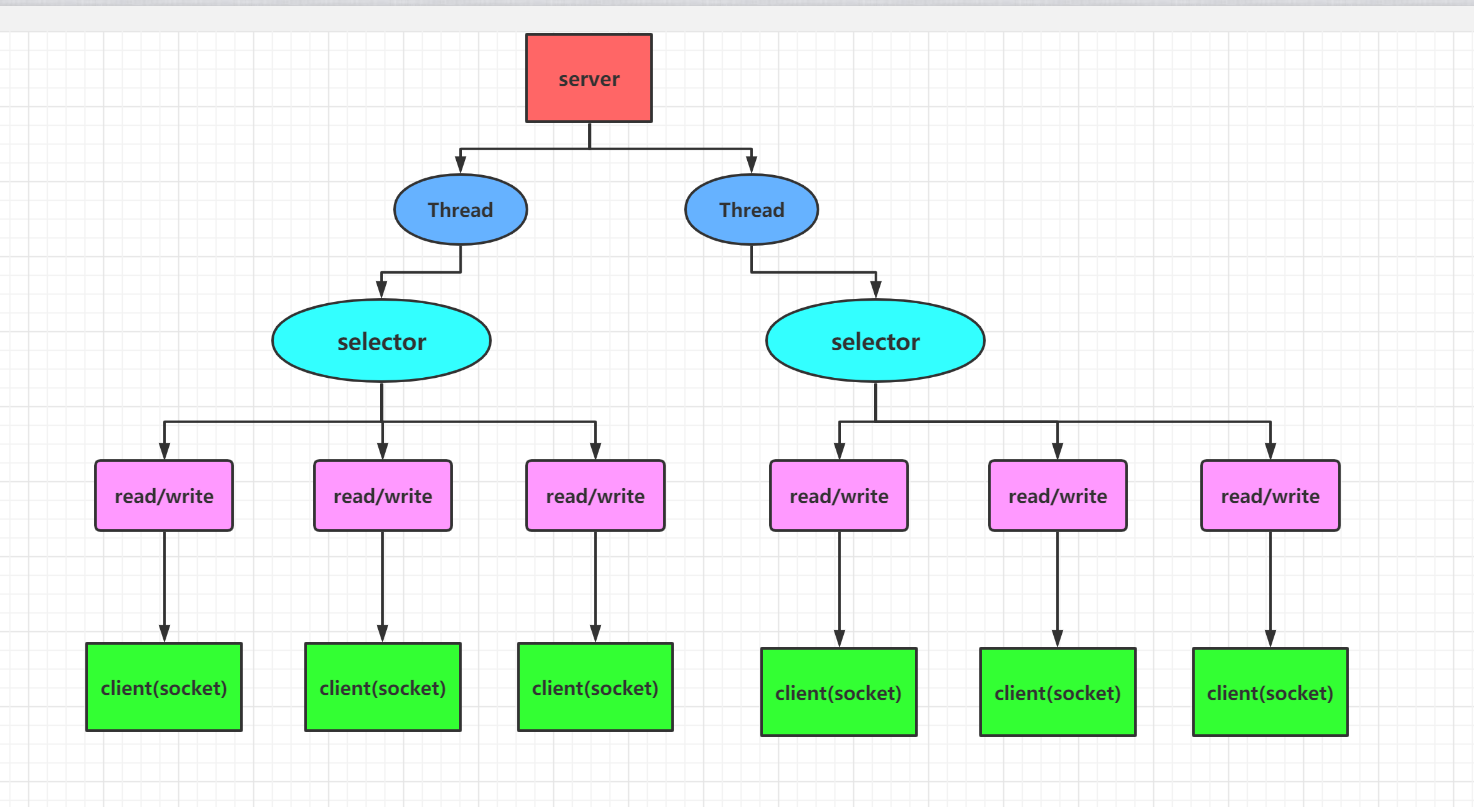 server
Thread
Thread
selector
selector
read/write
read/write
read/write
read/write
read/write
read/write
client(socket)
client(socket)
client(socket)
client(socket)
client(socket)
client(socket)